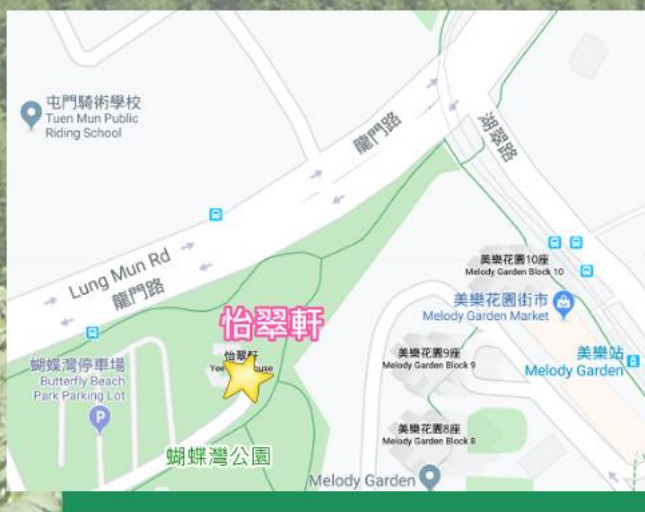 屯門騎術學校
Tuen Mun Public
Riding School
龍門路
湖翠路
Lung Mun Rd
龍門路
美樂花園10座
Melody Garden Block 10
美樂花園街市
Melody Garden Market
怡翠軒
怡翠軒
美樂花園9座
Melody Garden Block 9
美樂站
Melody Garden
蝴蝶灣停車場
Butterfly Beach
Park Parking Lot
P
美樂花園8座
Melody Garden Block 8
蝴蝶灣公園
Melody Garden